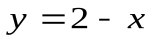 y = 2 - x